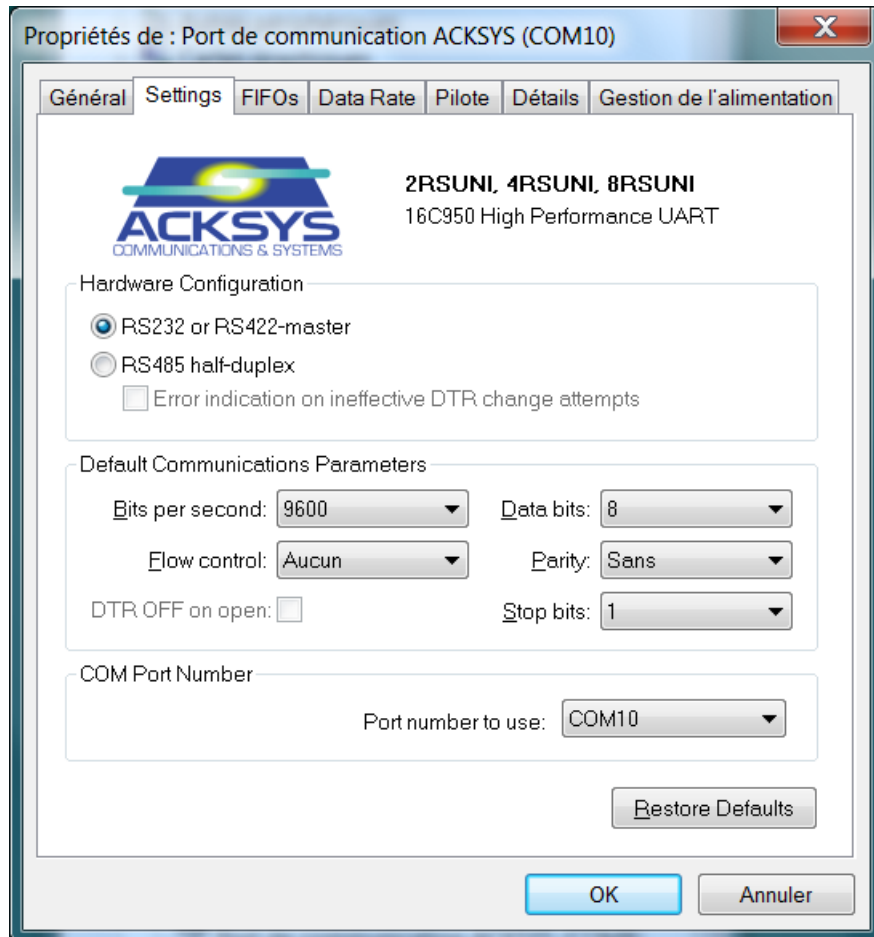 Propriétés de : Port de communication ACKSYS (COM10)
X
Général Settings FIFOs Data Rate Pilote Détails Gestion de l'alimentation
ACKSYS
COMMUNICATIONS & SYSTEMS
2RSUNI, 4RSUNI, 8RSUNI
16C950 High Performance UART
Hardware Configuration
RS232 or RS422-master
RS485 half-duplex
Error indication on ineffective DTR change attempts
Default Communications Parameters
Bits per second: 9600 Data bits: 8
Flow control: Aucun Parity: Sans
DTR OFF on open: Stop bits: 1
COM Port Number
Port number to use: COM10
Restore Defaults
OK Annuler